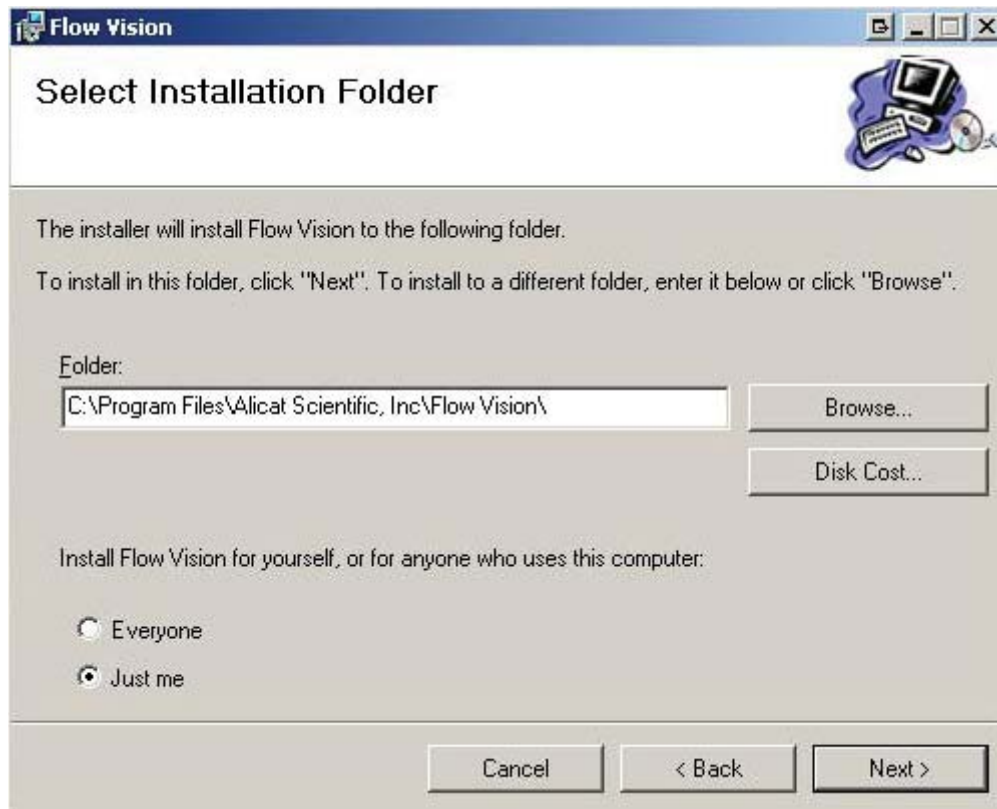 Flow Vision
Select Installation Folder
The installer will install Flow Vision to the following folder.
To install in this folder, click "Next". To install to a different folder, enter it below or click "Browse".
Folder:
C:\Program Files\Alicat Scientific, Inc\Flow Vision\
Browse...
Disk Cost...
Install Flow Vision for yourself, or for anyone who uses this computer:
Everyone
Just me
Cancel
< Back
Next >